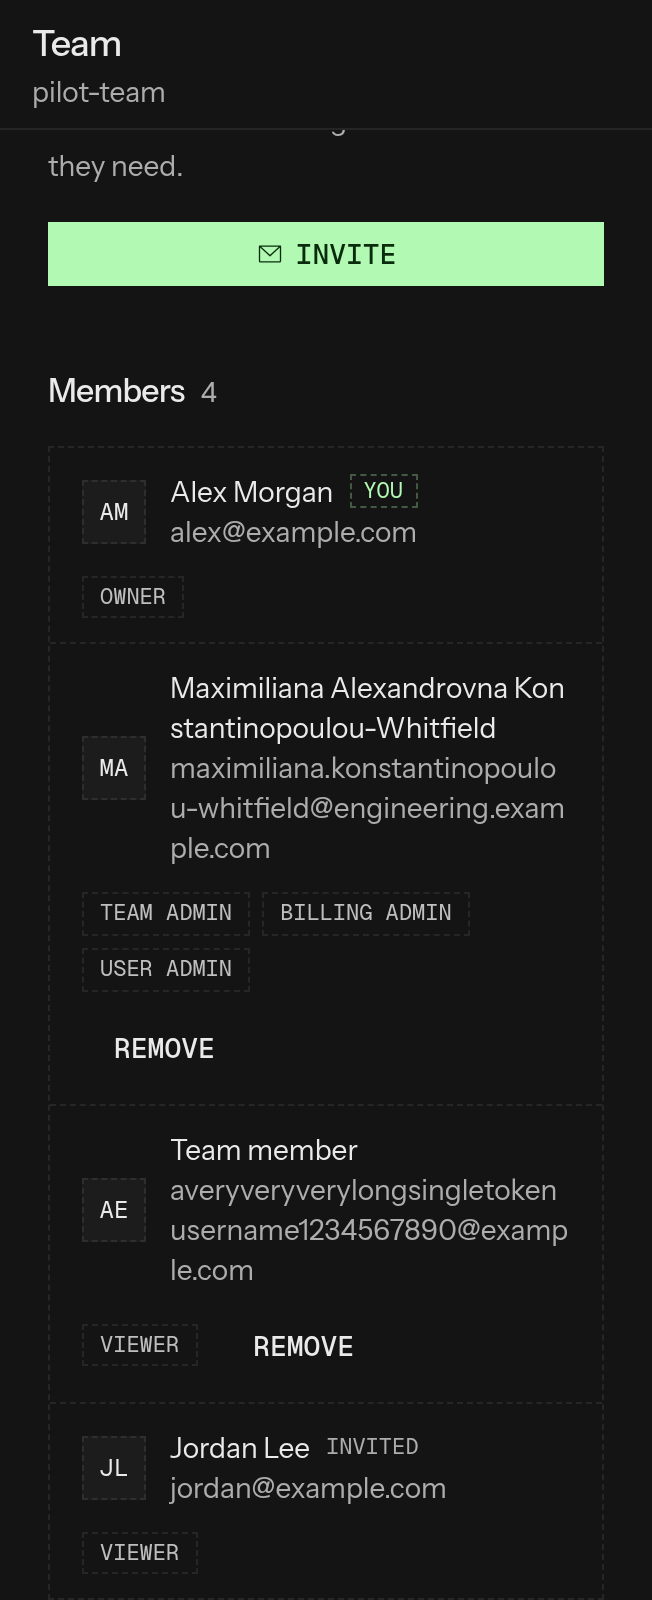 Team
pilot-team
they need.
INVITE
Members 4
AM
Alex Morgan YOU
alex@example.com
OWNER
MA
Maximiliana Alexandrovna Kon
stantinopoulou-Whitfield
maximiliana.konstantinopoulo
u-whitfield@engineering.exam
ple.com
TEAM ADMIN BILLING ADMIN
USER ADMIN
REMOVE
AE
Team member
averyveryverylongsingletoken
username1234567890@examp
le.com
VIEWER REMOVE
JL
Jordan Lee INVITED
jordan@example.com
VIEWER